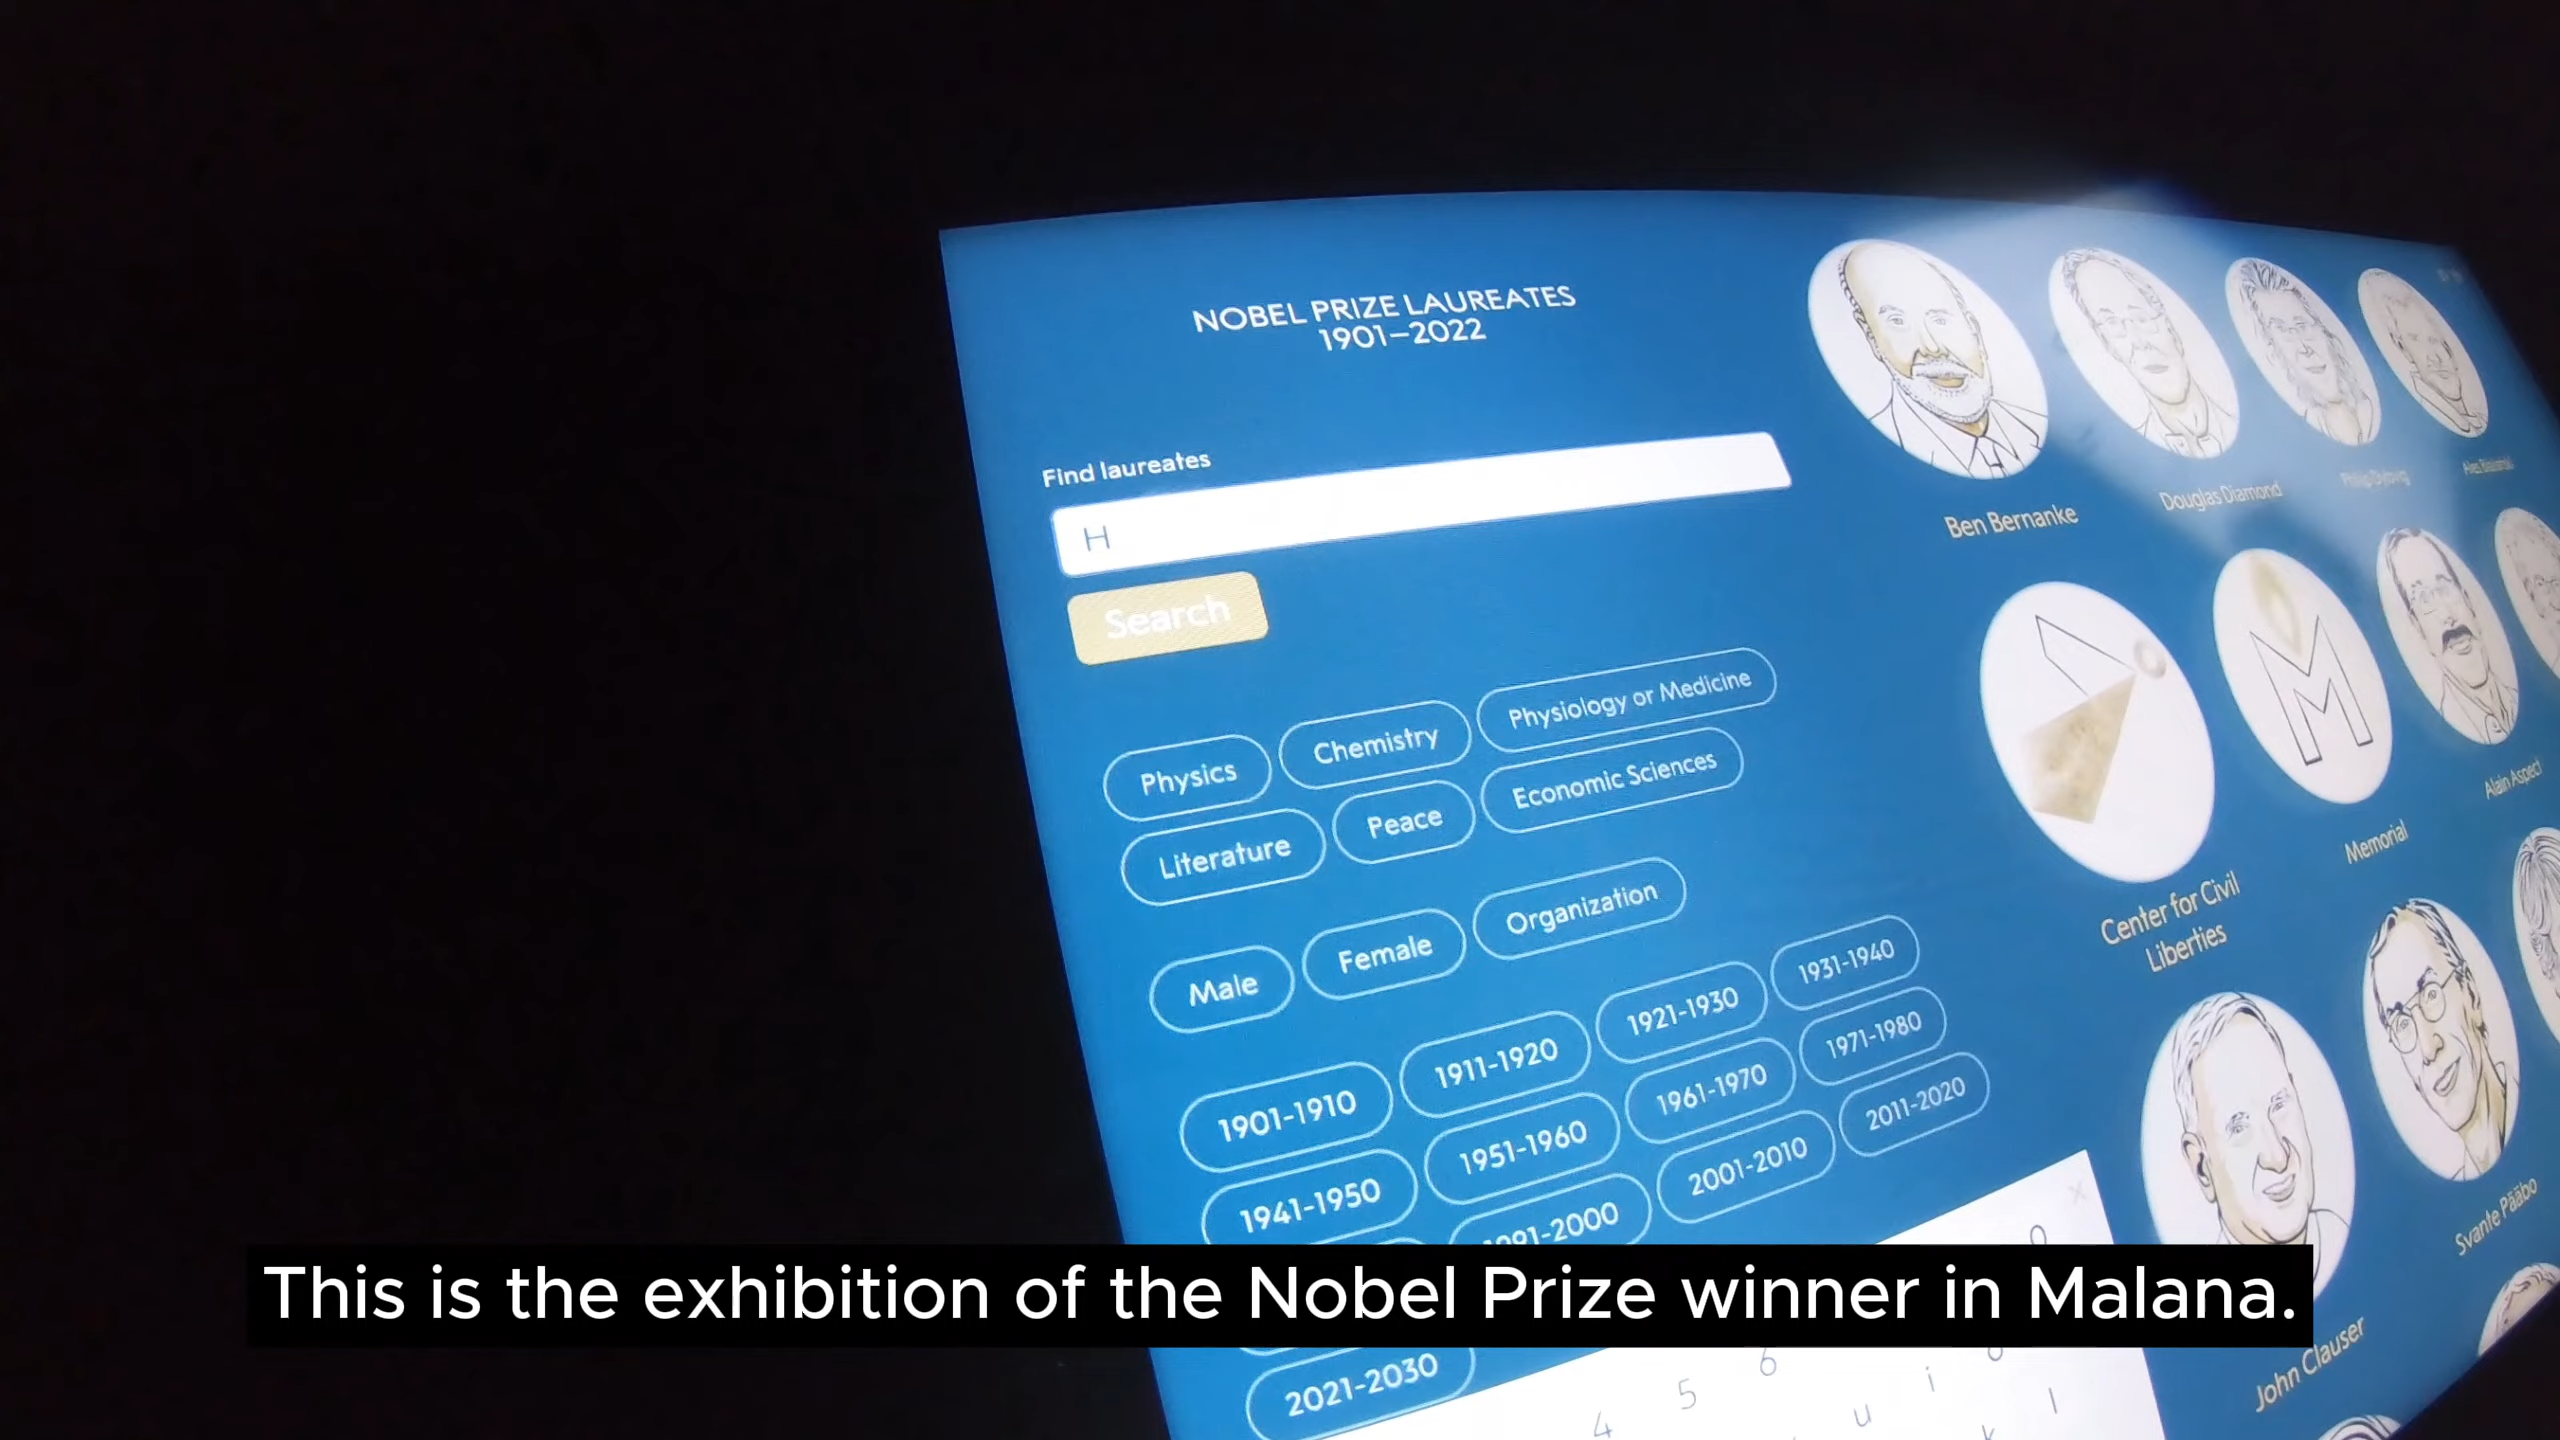 NOBEL PRIZE LAUREATES
1901–2022
Find laureates
H
Search
Physics
Chemistry
Physiology or Medicine
Literature
Peace
Economic Sciences
Male
Female
Organization
1901-1910
1911-1920
1921-1930
1931-1940
1941-1950
1951-1960
1961-1970
1971-1980
2001-2010
2011-2020
2021-2030
Ben Bernanke
Douglas Diamond
Center for Civil
Liberties
Memorial
Alain Aspect
John Clauser
Svante Pääbo
4
5
6
u
i
k
l
This is the exhibition of the Nobel Prize winner in Malana.